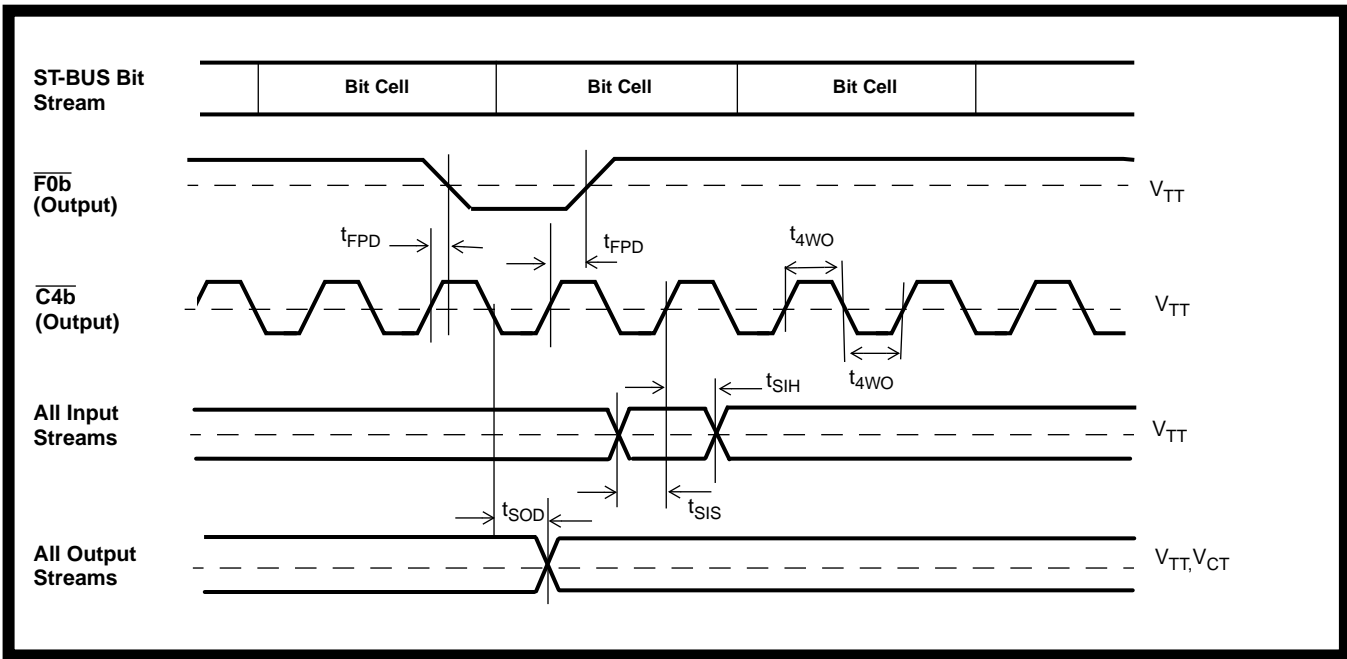 ST-BUS Bit
Stream
Bit Cell
Bit Cell
Bit Cell
F0b
(Output)
VTT
tFPD
tFPD
t4WO
C4b
(Output)
VTT
tSIH
t4WO
All Input
Streams
VTT
tSOD
tSIS
All Output
Streams
VTT,VCT